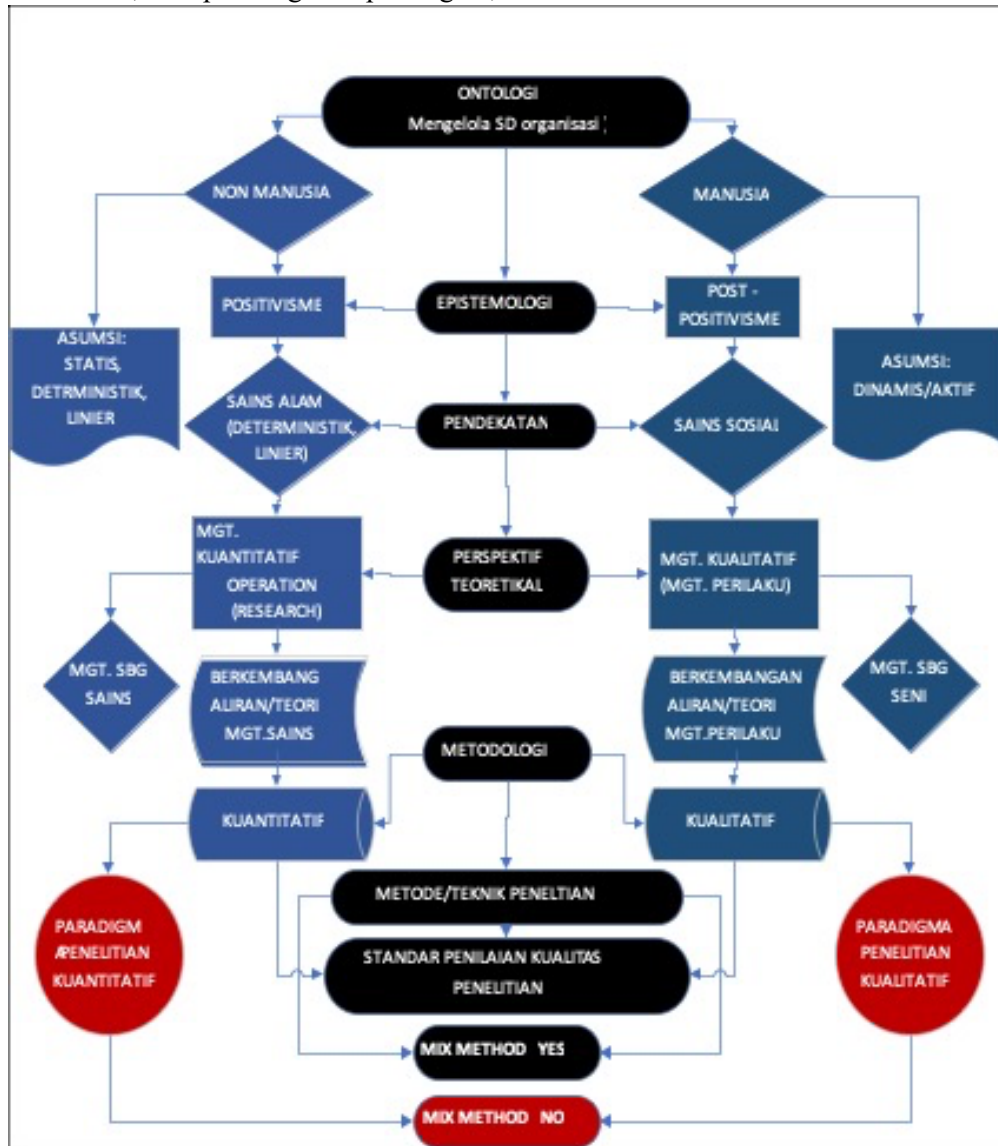 ONTOLOGI
Mengelola SD organisasi
NON MANUSIA
MANUSIA
POSITIVISME
EPISTEMOLOGI
POST -
POSITIVISME
ASUMSI:
STATIS,
DETRMINISTIK,
LINIER
ASUMSI:
DINAMIS/AKTIF
SAINS ALAM
(DETERMINISTIK,
LINIER)
PENDEKATAN
SAINS SOSIAL
MGT.
KUANTITATIF
OPERATION
(RESEARCH)
PERSPEKTIF
TEORETIKAL
MGT. KUALITATIF
(MGT. PERILAKU)
MGT. SBG
SAINS
MGT. SBG
SENI
BERKEMBANG
ALIRAN/TEORI
MGT.SAINS
BERKEMBANGAN
ALIRAN/TEORI
MGT.PERILAKU
METODOLOGI
KUANTITATIF
KUALITATIF
METODE/TEKNIK PENELTIAN
PARADIGM
A PENELITIAN
KUANTITATIF
STANDAR PENILAIAN KUALITAS
PENELITIAN
PARADIGMA
PENELITIAN
KUALITATIF
MIX METHOD YES
MIX METHOD NO